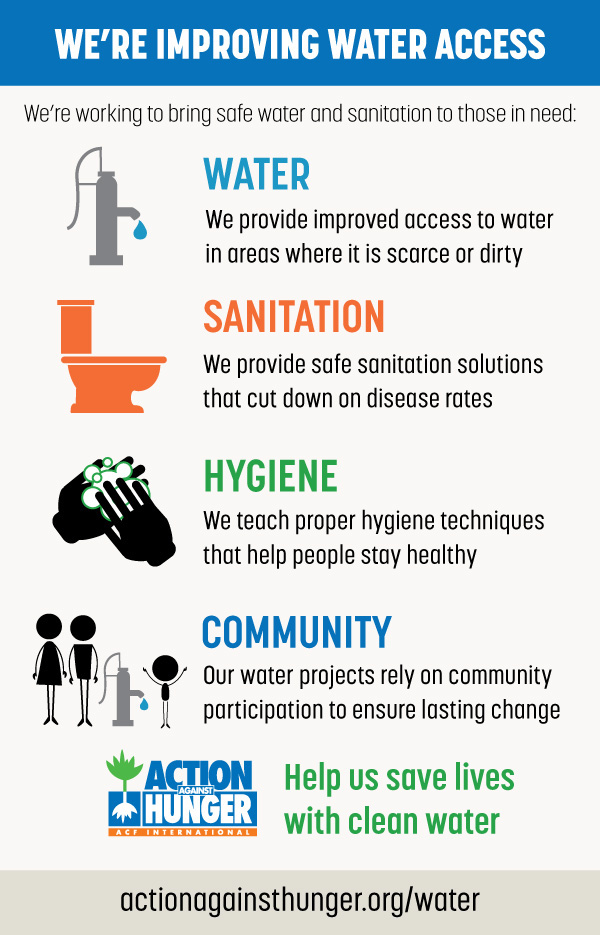 WE'RE IMPROVING WATER ACCESS
We're working to bring safe water and sanitation to those in need:
WATER
We provide improved access to water
in areas where it is scarce or dirty
SANITATION
We provide safe sanitation solutions
that cut down on disease rates
HYGIENE
We teach proper hygiene techniques
that help people stay healthy
COMMUNITY
Our water projects rely on community
participation to ensure lasting change
ACTION
AGAINST
HUNGER
ACF INTERNATIONAL
Help us save lives
with clean water
actionagainsthunger.org/water